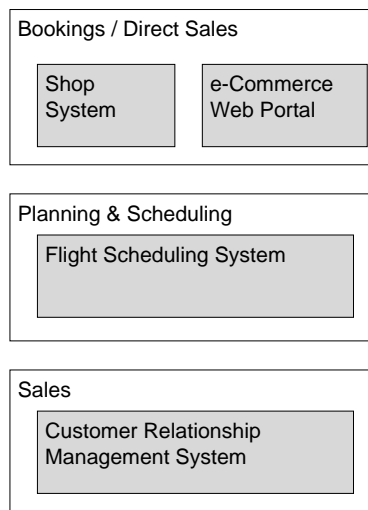 Bookings / Direct Sales
Shop
System
e-Commerce
Web Portal
Planning & Scheduling
Flight Scheduling System
Sales
Customer Relationship
Management System